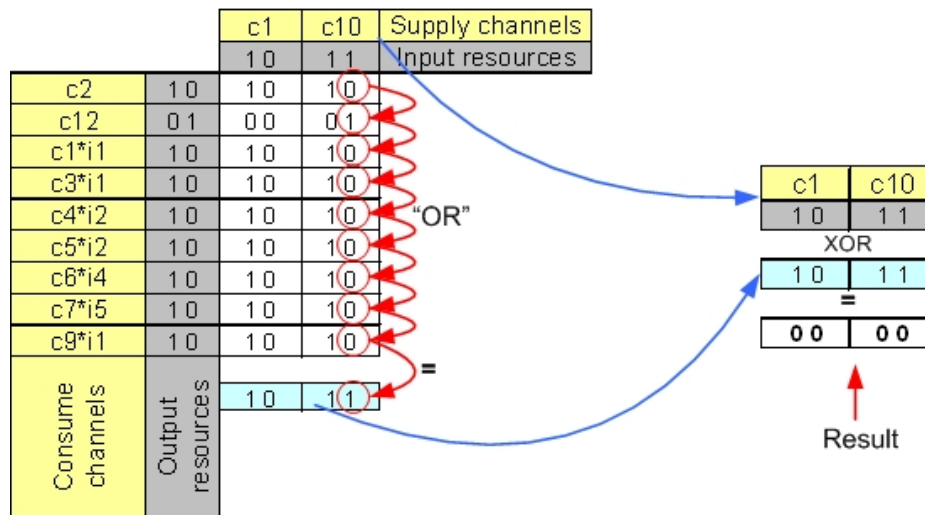 c1 c10 Supply channels
1 0 1 1 Input resources
c2 1 0 1 0 1 0
c12 0 1 0 0 0 1
c1*i1 1 0 1 0 1 0
c3*i1 1 0 1 0 1 0
c4*i2 1 0 1 0 1 0
c5*i2 1 0 1 0 1 0
c6*i4 1 0 1 0 1 0
c7*i5 1 0 1 0 1 0
c9*i1 1 0 1 0 1 0
"OR"
=
1 0 1 1
Consume channels
Output resources
c1 c10
1 0 1 1
XOR
1 0 1 1
=
0 0 0 0
Result